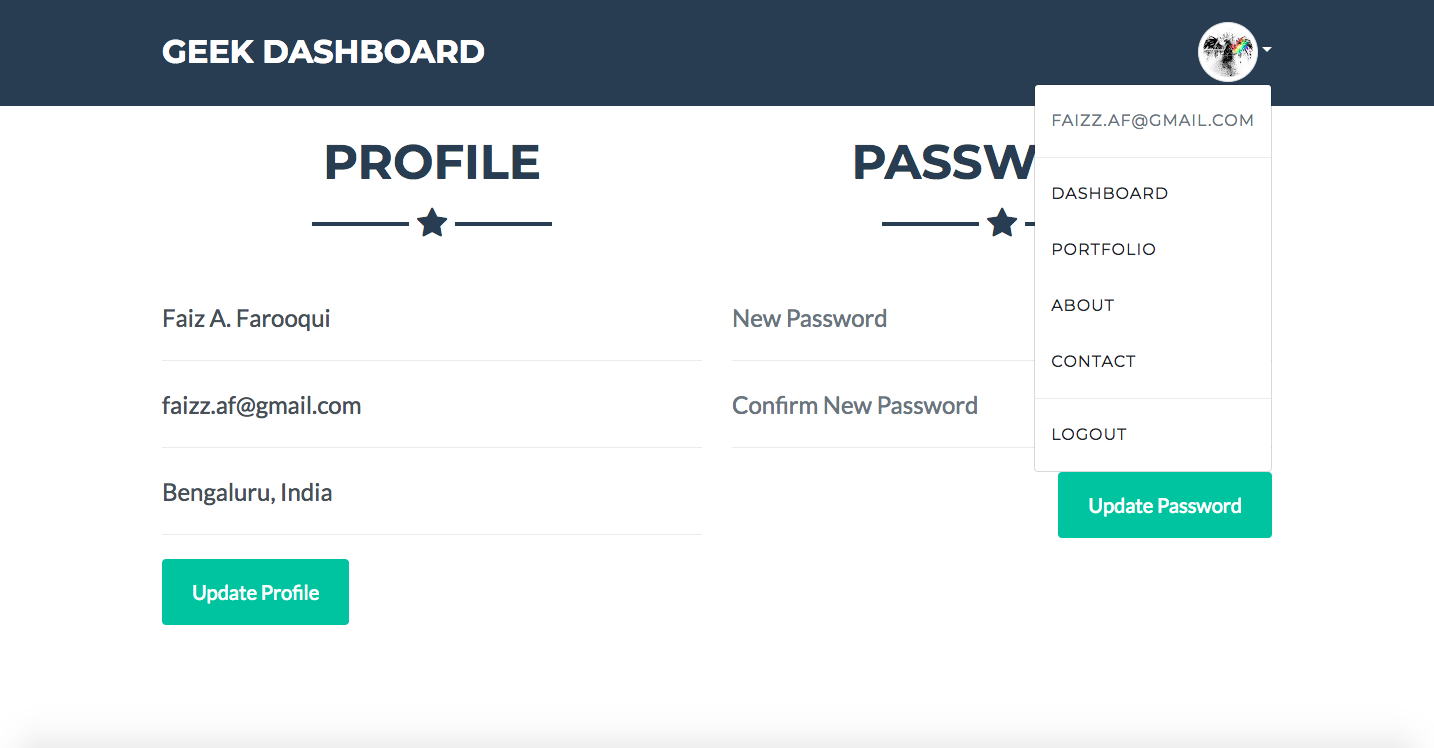 GEEK DASHBOARD
PROFILE
Faiz A. Farooqui
faizz.af@gmail.com
Bengaluru, India
Update Profile
PASSW
New Password
Confirm New Password
Update Password
FAIZZ.AF@GMAIL.COM
DASHBOARD
PORTFOLIO
ABOUT
CONTACT
LOGOUT